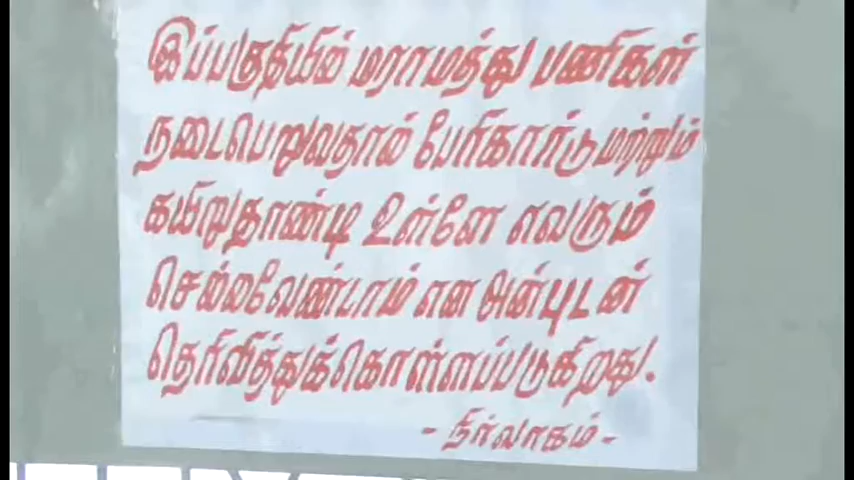 இப்பகுதியில் மராமத்து பணிகள்
நடைபெறுவதால் பேரிகார்டு மற்றும்
கயிறுதாண்டி உள்ளே எவரும்
செல்லவேண்டாம் என அன்புடன்
தெரிவித்துக்கொள்ளப்படுகிறது.
- நிர்வாகம் -